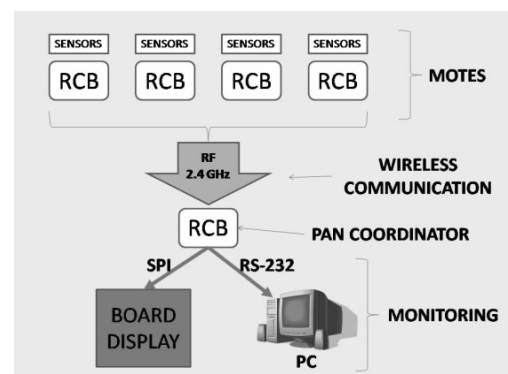 SENSORS SENSORS SENSORS SENSORS
RCB RCB RCB RCB
MOTES
RF
2.4 GHz
WIRELESS
COMMUNICATION
RCB
PAN COORDINATOR
SPI RS-232
BOARD
DISPLAY
MONITORING
PC